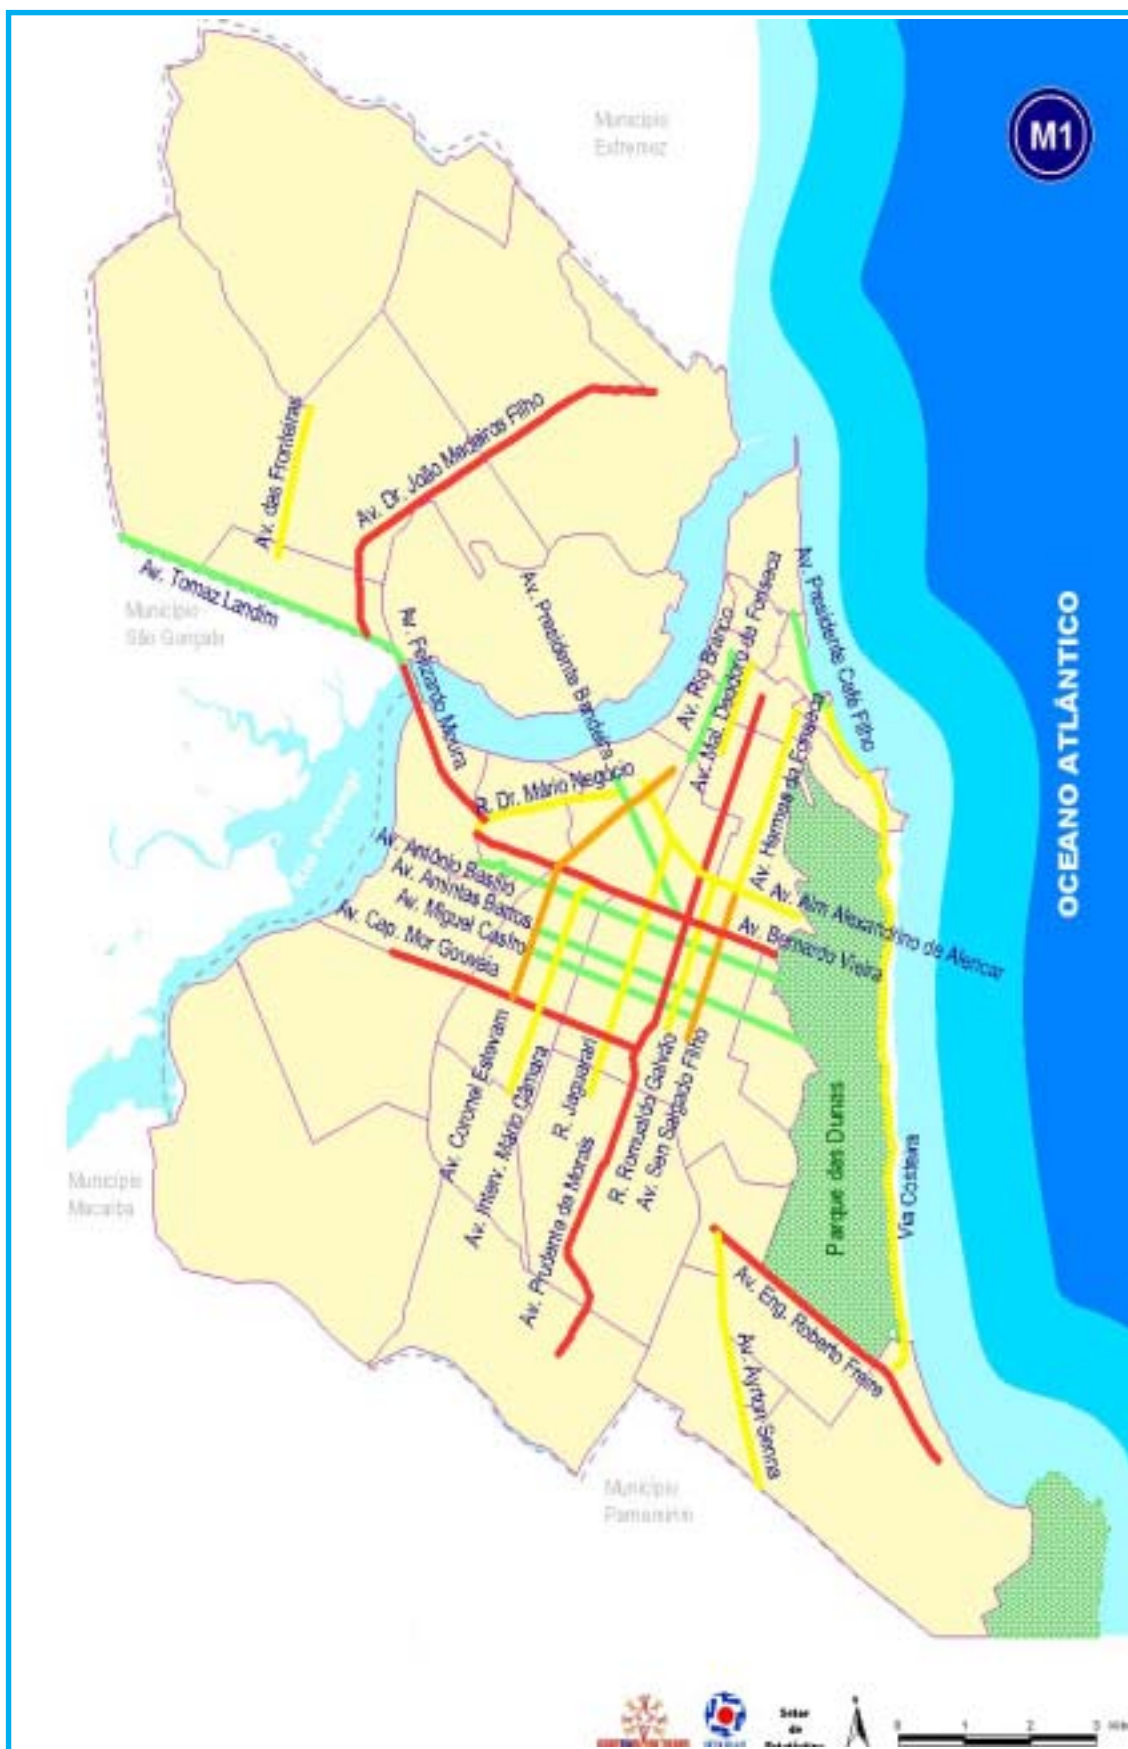 Município
Extremoz
M1
Av. das Fronteiras
Av. Dr. João Medeiros Filho
Av. Tomaz Landim
Município
São Gonçalo
Av. Felizardo Moura
Av. Presidente Bandeira
Av. Rio Branco
Av. Mal. Deodoro da Fonseca
Av. Presidente Café Filho
OCEANO ATLÂNTICO
R. Dr. Mário Negócio
Av. Hermes da Fonseca
Av. Antônio Basílio
Av. Amintas Barros
Av. Miguel Castro
Av. Cap. Mor Gouveia
Av. Alm Alexandrino de Alencar
Av. Bernardo Vieira
Av. Coronel Estevam
Av. Interv. Mário Câmara
R. Jaguarari
Av. Prudente de Morais
R. Romualdo Galvão
Av. Sen Salgado Filho
Parque das Dunas
Via Costeira
Município
Macaíba
Av. Eng. Roberto Freire
Av. Ayrton Senna
Município
Parnamirim
Setor
de
Estatística
N
0 1 2 3